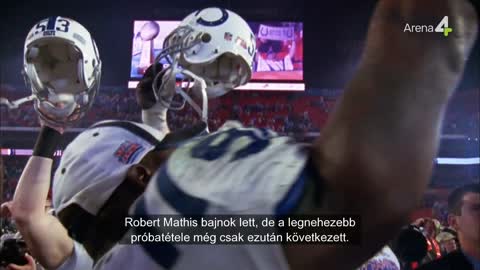 Arena4
Robert Mathis bajnok lett, de a legnehezebb
próbatétele még csak ezután következett.